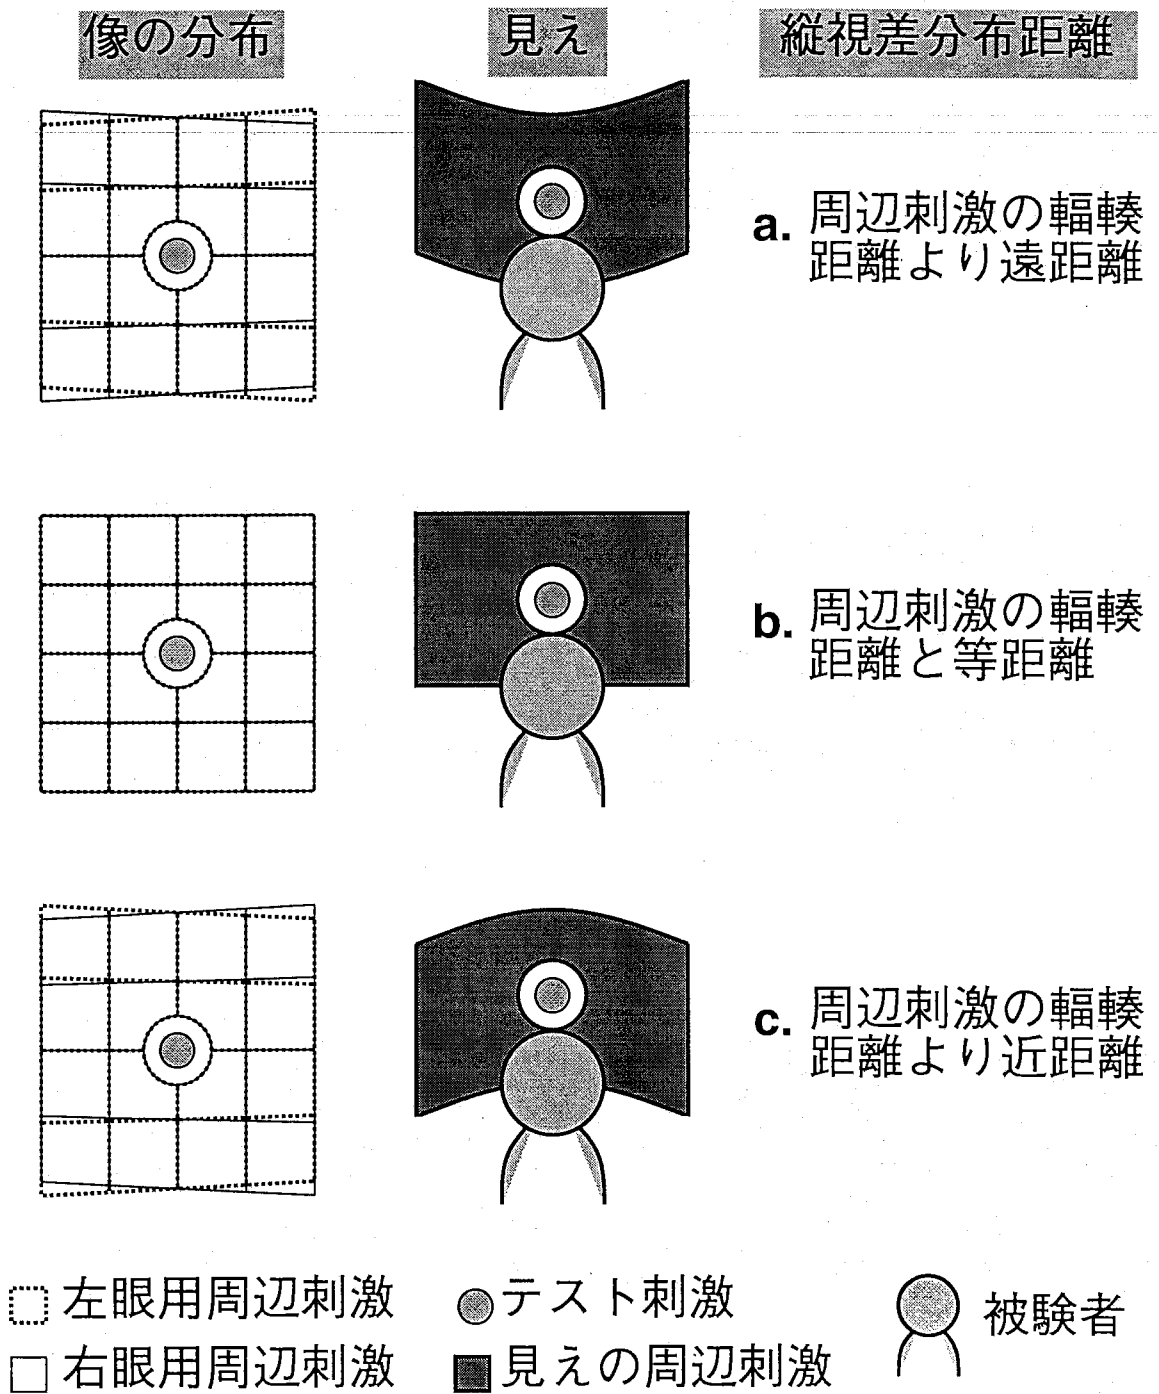 像の分布
見え
縦視差分布距離
a. 周辺刺激の輻輳
距離より遠距離
b. 周辺刺激の輻輳
距離と等距離
c. 周辺刺激の輻輳
距離より近距離
左眼用周辺刺激
テスト刺激
被験者
右眼用周辺刺激
見えの周辺刺激